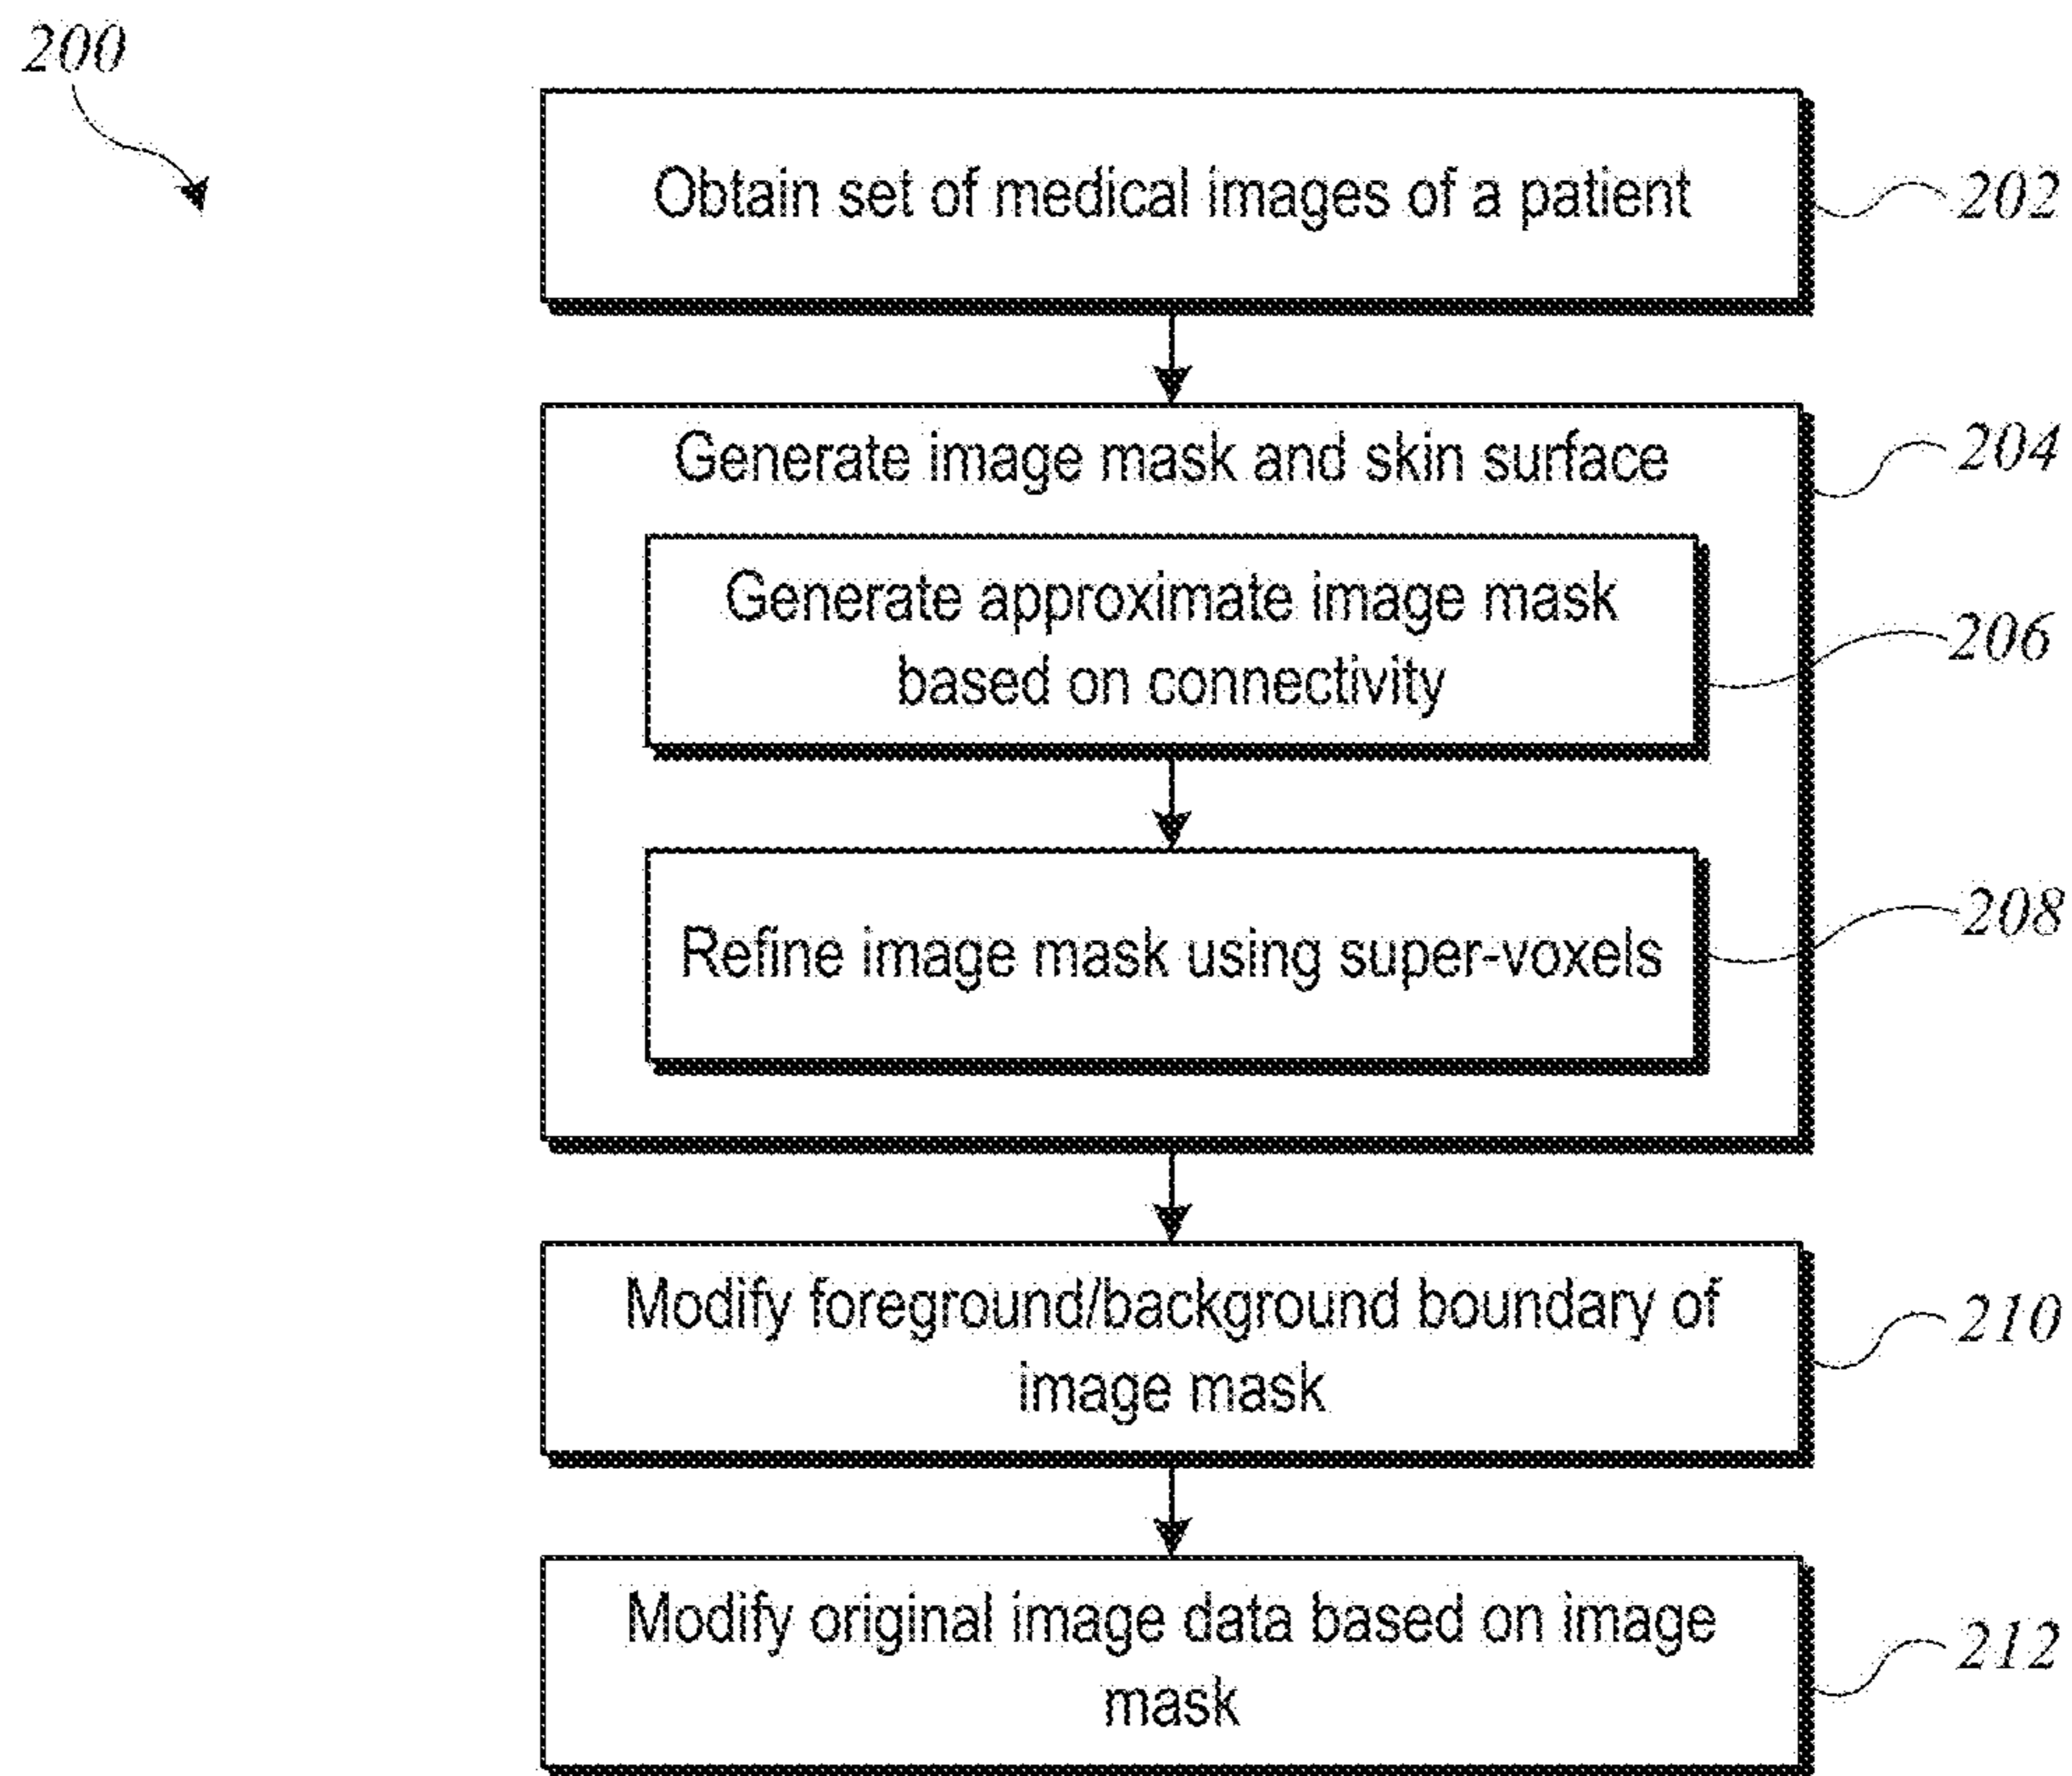 200
Obtain set of medical images of a patient
202
Generate image mask and skin surface
204
Generate approximate image mask
based on connectivity
206
Refine image mask using super-voxels
208
Modify foreground/background boundary of
image mask
210
Modify original image data based on image
mask
212